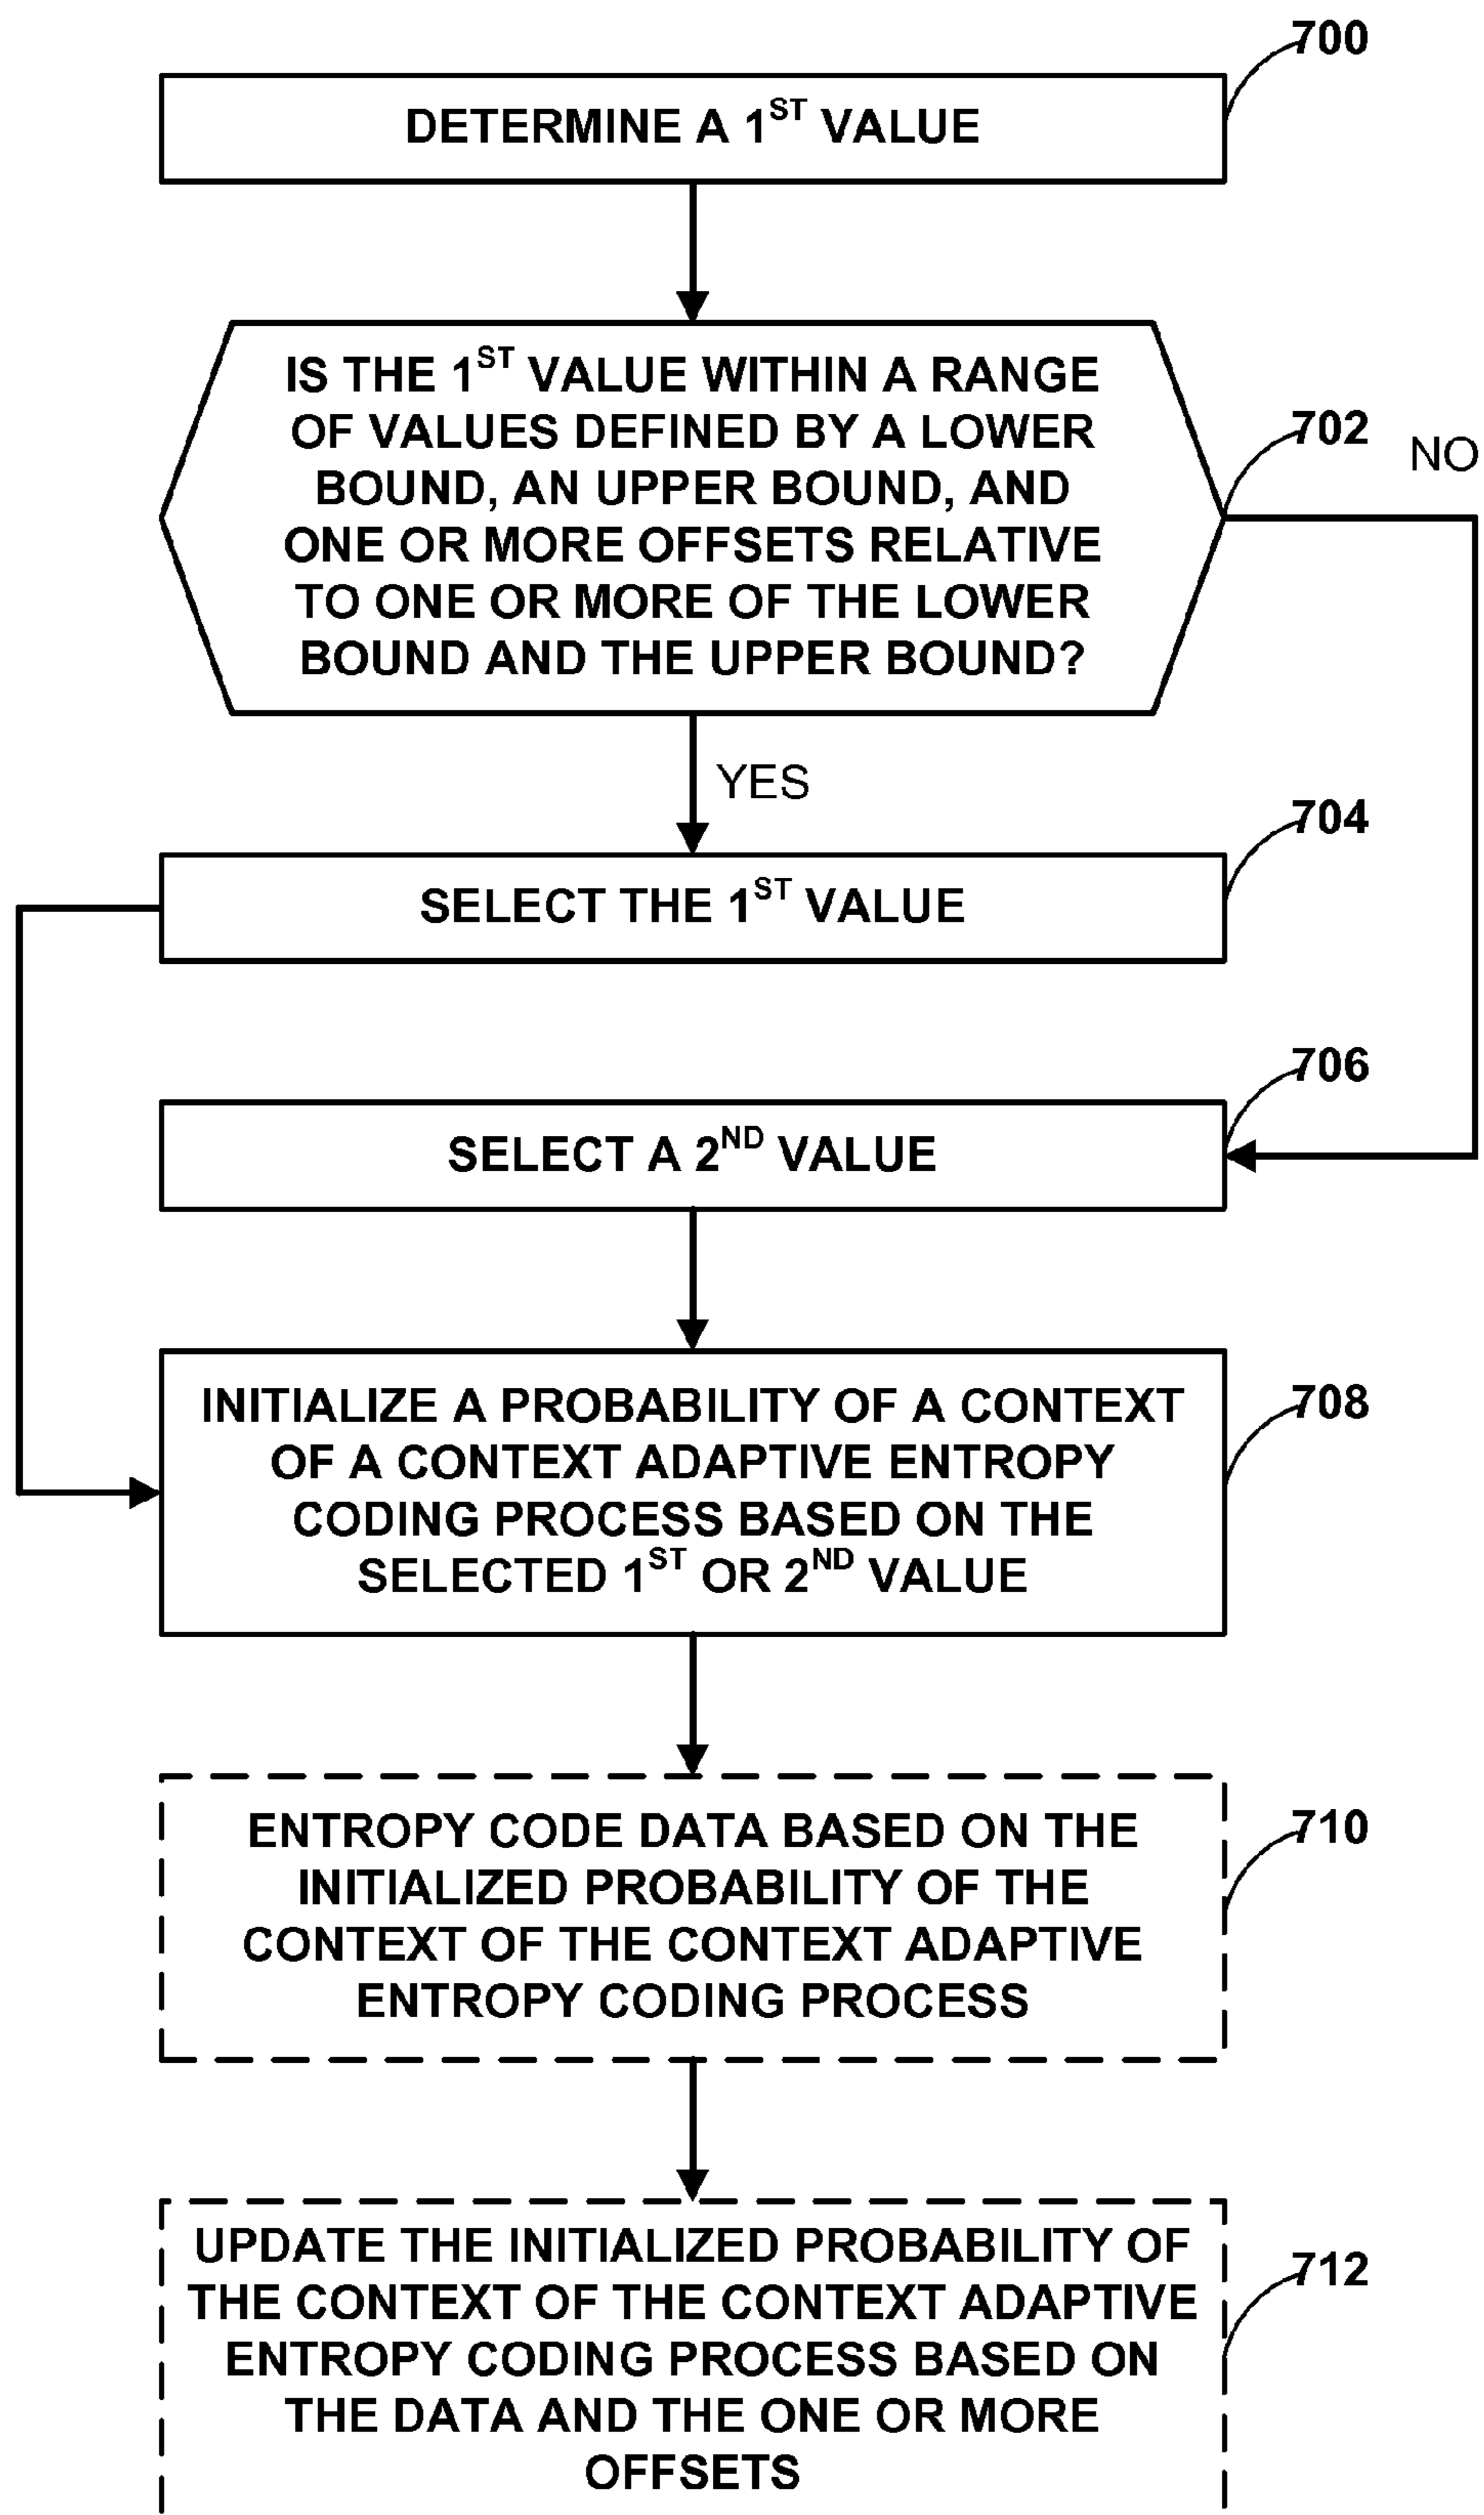 700
DETERMINE A 1ST VALUE
IS THE 1ST VALUE WITHIN A RANGE
OF VALUES DEFINED BY A LOWER
BOUND, AN UPPER BOUND, AND
ONE OR MORE OFFSETS RELATIVE
TO ONE OR MORE OF THE LOWER
BOUND AND THE UPPER BOUND?
702
NO
YES
704
SELECT THE 1ST VALUE
706
SELECT A 2ND VALUE
INITIALIZE A PROBABILITY OF A CONTEXT
OF A CONTEXT ADAPTIVE ENTROPY
CODING PROCESS BASED ON THE
SELECTED 1ST OR 2ND VALUE
708
ENTROPY CODE DATA BASED ON THE
INITIALIZED PROBABILITY OF THE
CONTEXT OF THE CONTEXT ADAPTIVE
ENTROPY CODING PROCESS
710
UPDATE THE INITIALIZED PROBABILITY OF
THE CONTEXT OF THE CONTEXT ADAPTIVE
ENTROPY CODING PROCESS BASED ON
THE DATA AND THE ONE OR MORE
OFFSETS
712